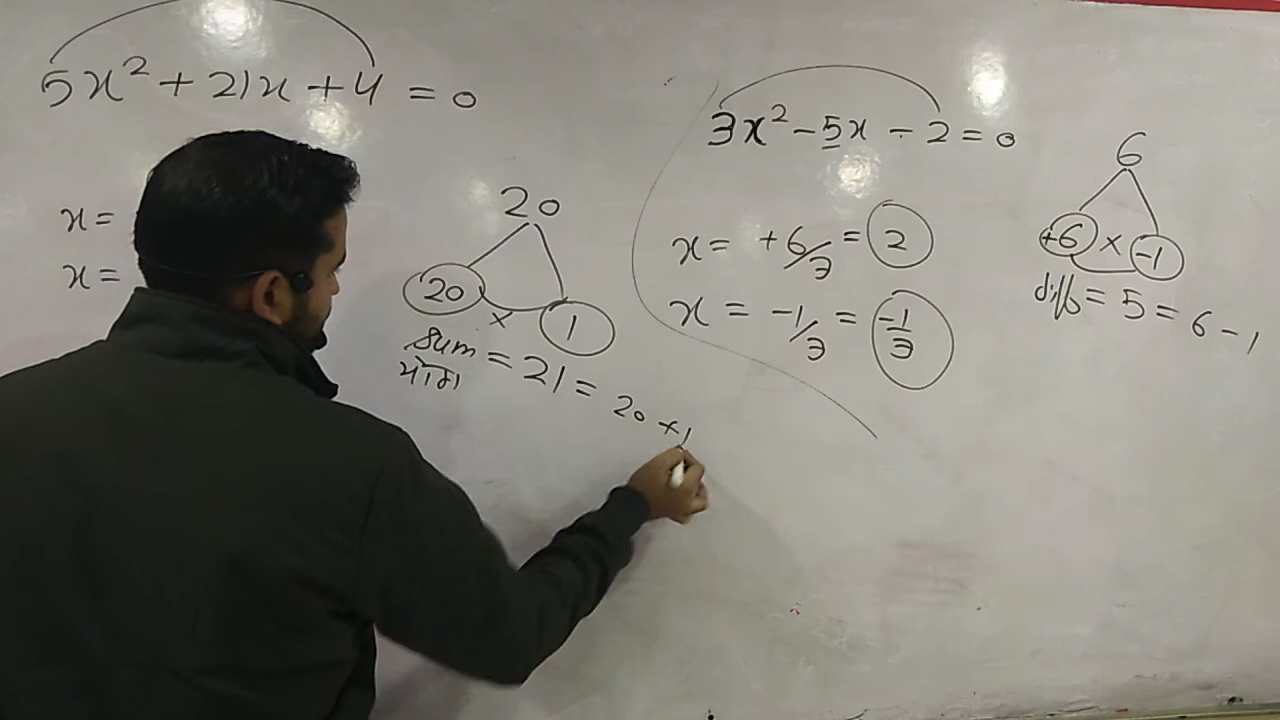 5x² + 21x + 4 = 0
x =
x =
20
20 × 1
Sum = 21 = 20 + 1
योग
3x² - 5x - 2 = 0
x = +6/3 = 2
x = -1/3 = -1/3
6
+6 × -1
diff = 5 = 6 - 1